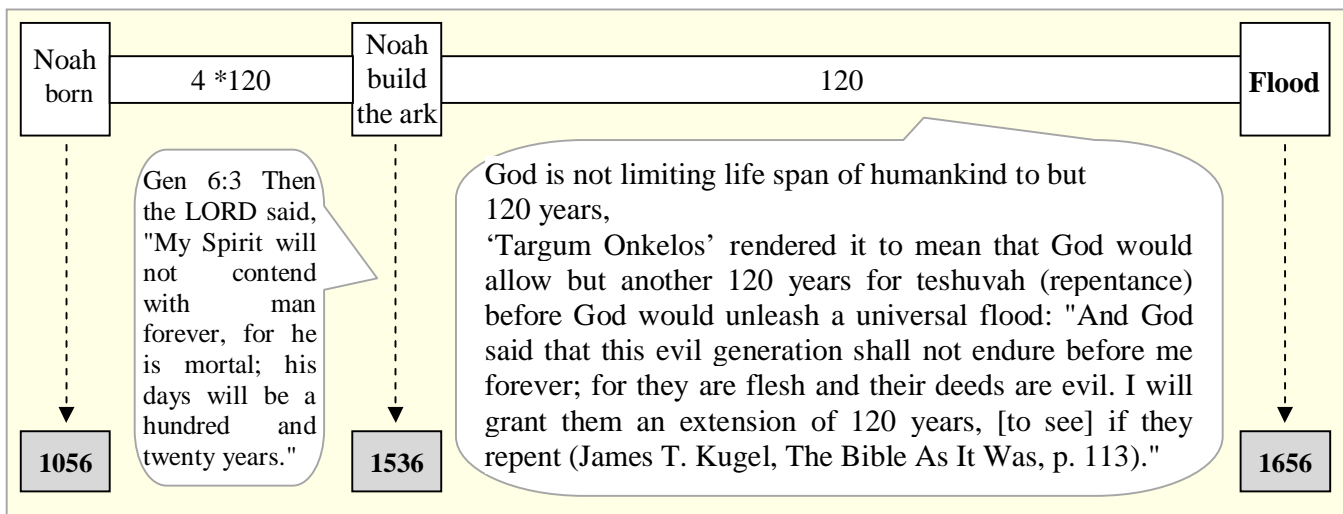 Noah
born
4 *120
Noah
build
the ark
120
Flood
Gen 6:3 Then
the LORD said,
"My Spirit will
not contend
with man
forever, for he
is mortal; his
days will be a
hundred and
twenty years."
God is not limiting life span of humankind to but
120 years,
‘Targum Onkelos’ rendered it to mean that God would
allow but another 120 years for teshuvah (repentance)
before God would unleash a universal flood: "And God
said that this evil generation shall not endure before me
forever; for they are flesh and their deeds are evil. I will
grant them an extension of 120 years, [to see] if they
repent (James T. Kugel, The Bible As It Was, p. 113)."
1056
1536
1656